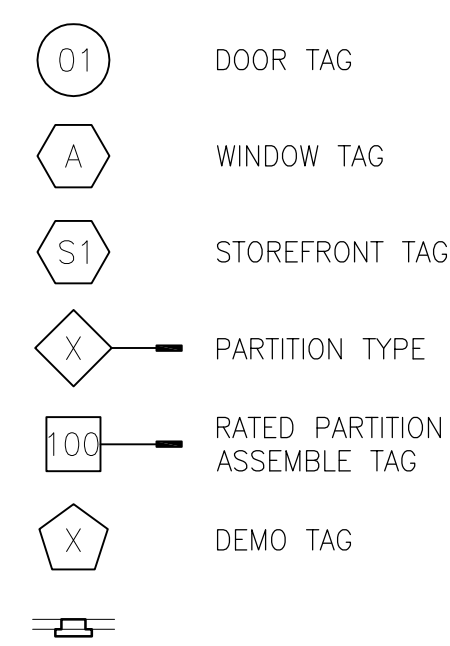 01 DOOR TAG
A WINDOW TAG
S1 STOREFRONT TAG
X PARTITION TYPE
100 RATED PARTITION
ASSEMBLE TAG
X DEMO TAG